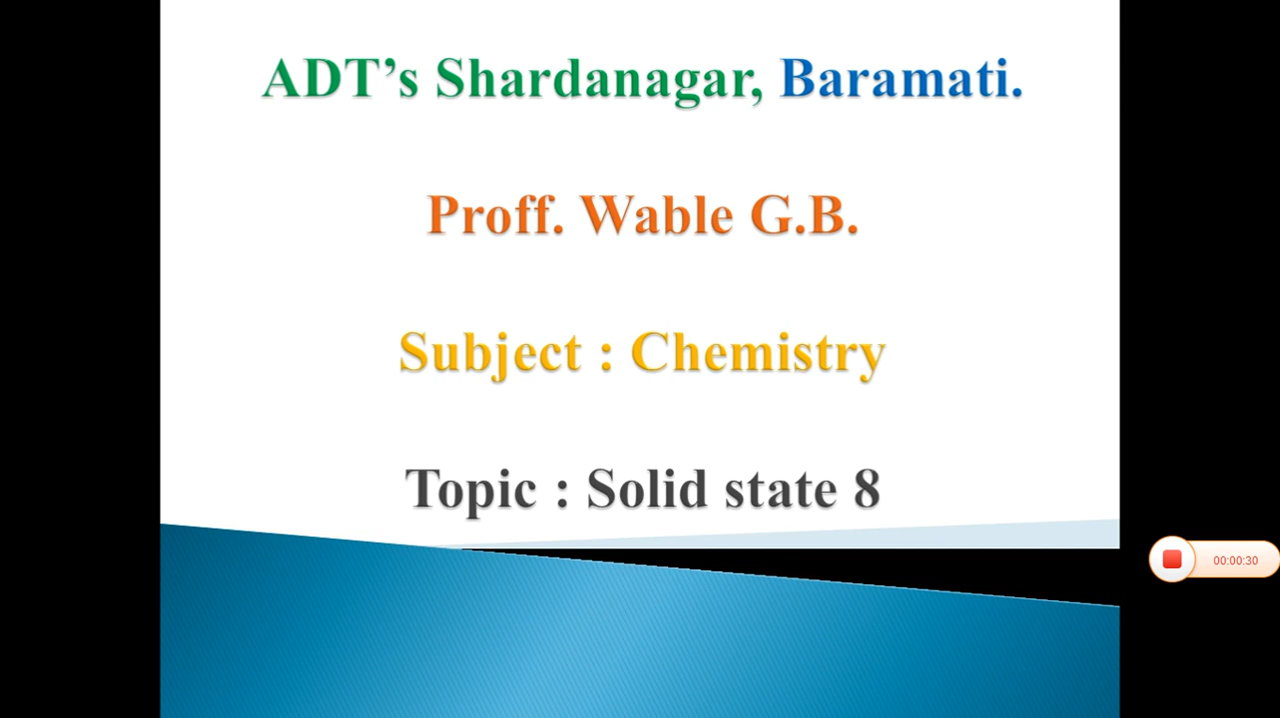 ADT’s Shardanagar, Baramati.
Proff. Wable G.B.
Subject : Chemistry
Topic : Solid state 8
00:00:30